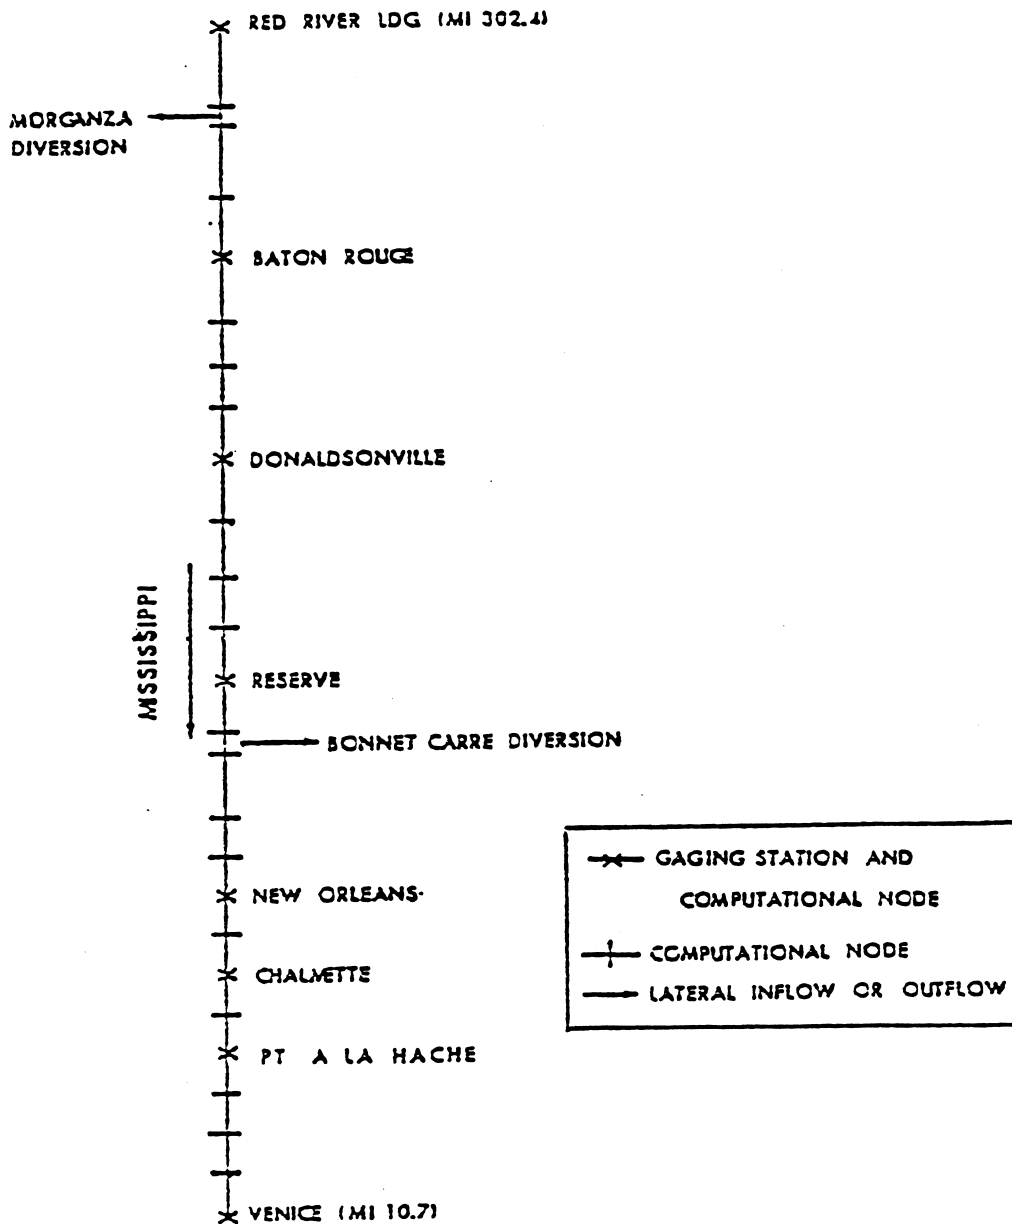 RED RIVER LDG (MI 302.4)
MORGANZA
DIVERSION
BATON ROUGE
DONALDSONVILLE
MISSISSIPPI
RESERVE
BONNET CARRE DIVERSION
NEW ORLEANS
CHALMETTE
PT A LA HACHE
VENICE (MI 10.7)
GAGING STATION AND
COMPUTATIONAL NODE
COMPUTATIONAL NODE
LATERAL INFLOW OR OUTFLOW